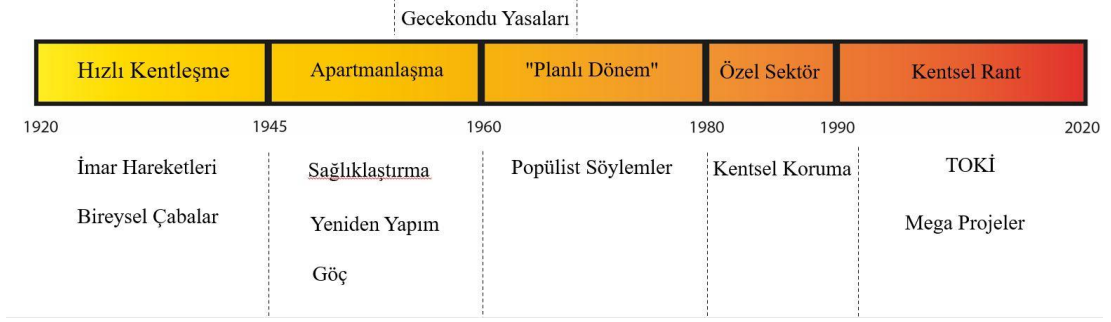 Gecekondu Yasaları
Hızlı Kentleşme
Apartmanlaşma
"Planlı Dönem"
Özel Sektör
Kentsel Rant
1920
1945
1960
1980
1990
2020
İmar Hareketleri
Bireysel Çabalar
Sağlıklaştırma
Yeniden Yapım
Göç
Popülist Söylemler
Kentsel Koruma
TOKİ
Mega Projeler